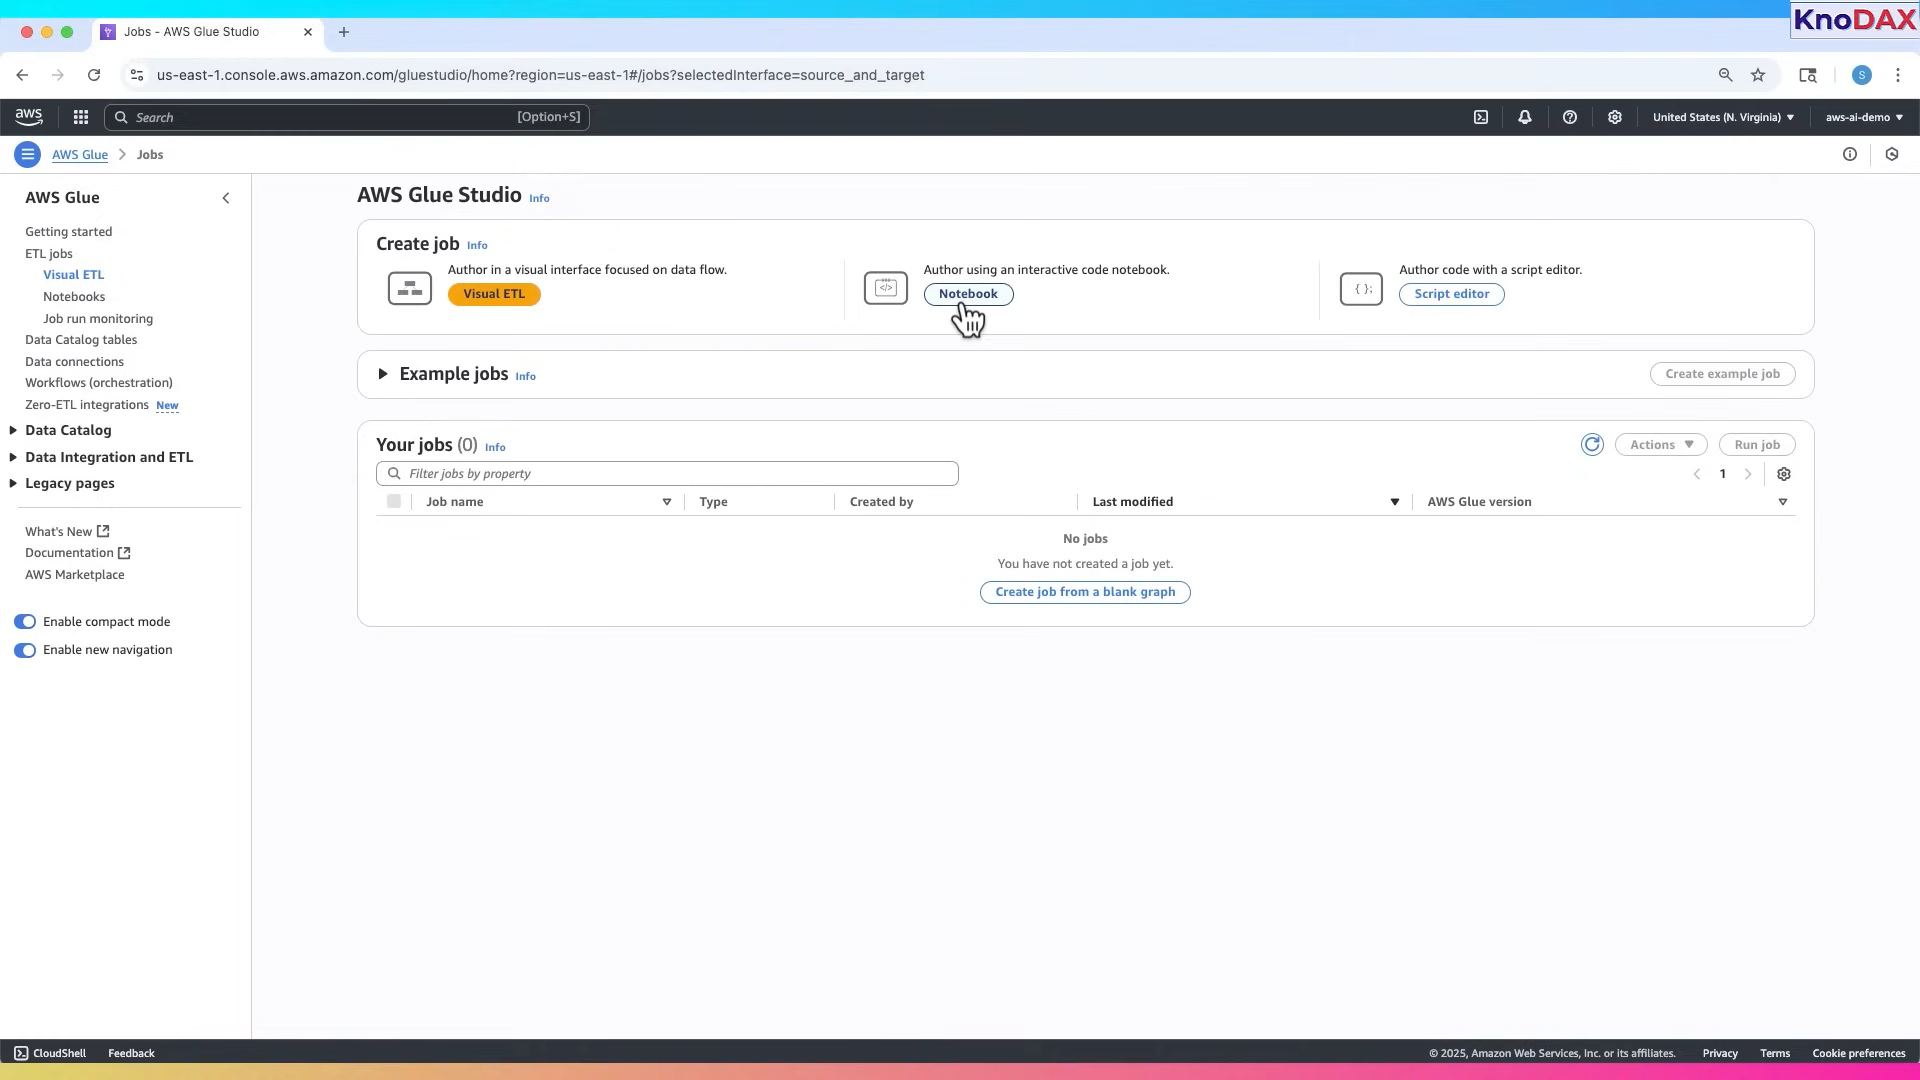 KnoDAX
Jobs - AWS Glue Studio
us-east-1.console.aws.amazon.com/gluestudio/home?region=us-east-1#/jobs?selectedInterface=source_and_target
S
aws
Search
[Option+S]
United States (N. Virginia)
aws-ai-demo
AWS Glue
Jobs
AWS Glue
Getting started
ETL jobs
Visual ETL
Notebooks
Job run monitoring
Data Catalog tables
Data connections
Workflows (orchestration)
Zero-ETL integrations New
Data Catalog
Data Integration and ETL
Legacy pages
What's New
Documentation
AWS Marketplace
Enable compact mode
Enable new navigation
AWS Glue Studio Info
Create job Info
Author in a visual interface focused on data flow.
Visual ETL
Author using an interactive code notebook.
Notebook
Author code with a script editor.
Script editor
Example jobs Info
Create example job
Your jobs (0) Info
Actions
Run job
Filter jobs by property
1
Job name
Type
Created by
Last modified
AWS Glue version
No jobs
You have not created a job yet.
Create job from a blank graph
CloudShell
Feedback
© 2025, Amazon Web Services, Inc. or its affiliates.
Privacy
Terms
Cookie preferences